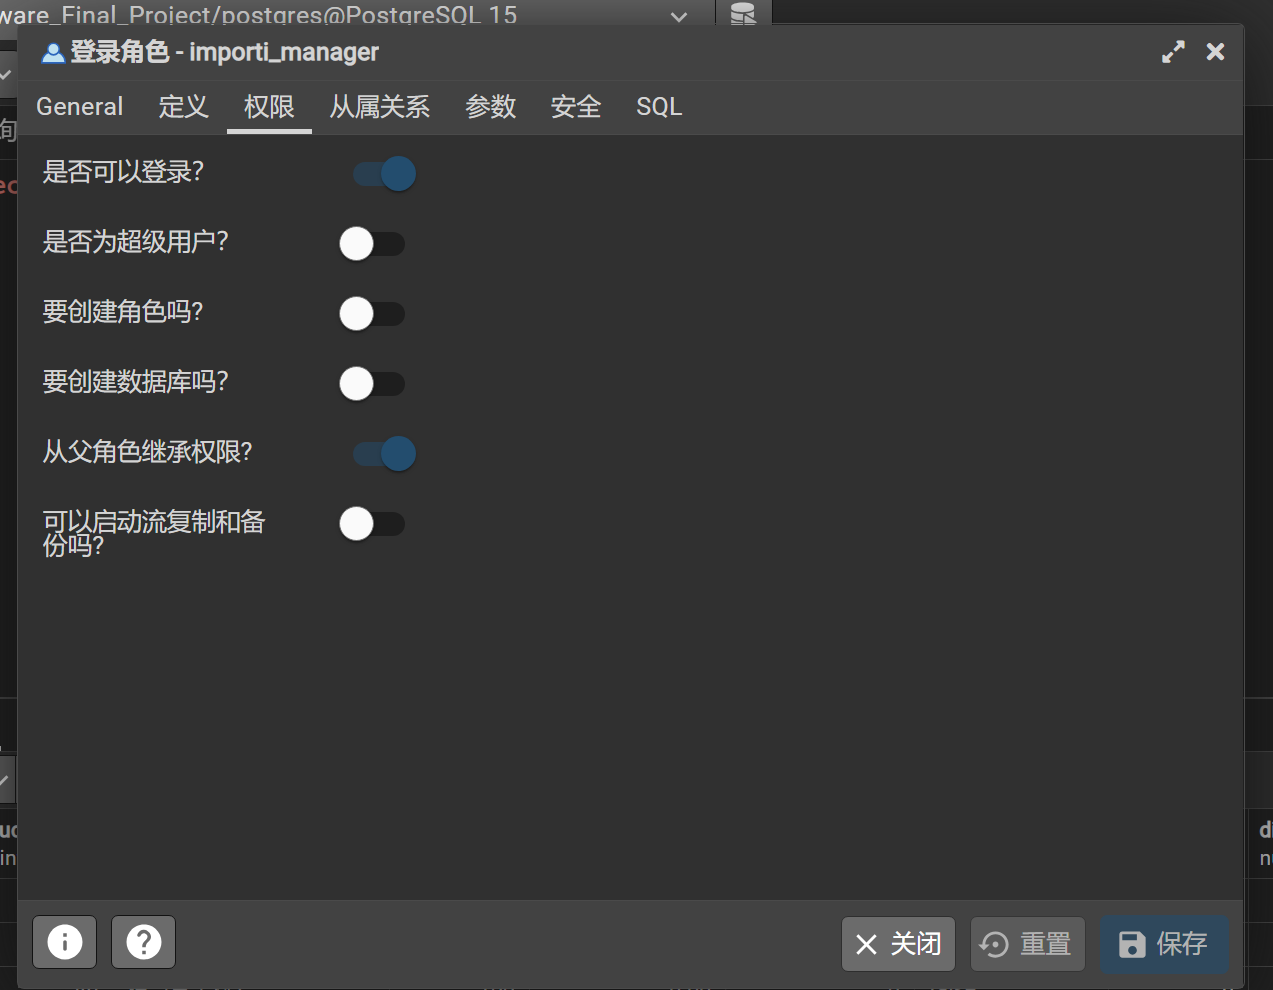 ware_Final_Project/postgres@PostgreSQL 15
登录角色 - importi_manager
General 定义 权限 从属关系 参数 安全 SQL
询
是否可以登录?
ec
是否为超级用户?
要创建角色吗?
要创建数据库吗?
从父角色继承权限?
可以启动流复制和备
份吗?
关闭 重置 保存